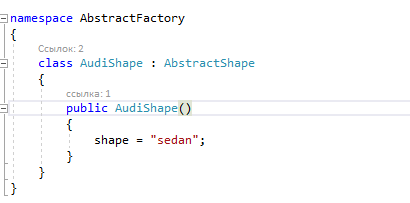 namespace AbstractFactory
{
Ссылок: 2
class AudiShape : AbstractShape
{
ссылка: 1
public AudiShape()
{
shape = "sedan";
}
}
}